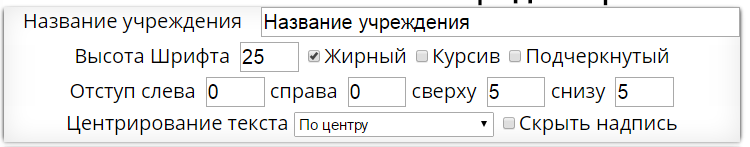 Название учреждения Название учреждения
Высота Шрифта 25 Жирный Курсив Подчеркнутый
Отступ слева 0 справа 0 сверху 5 снизу 5
Центрирование текста По центру Скрыть надпись